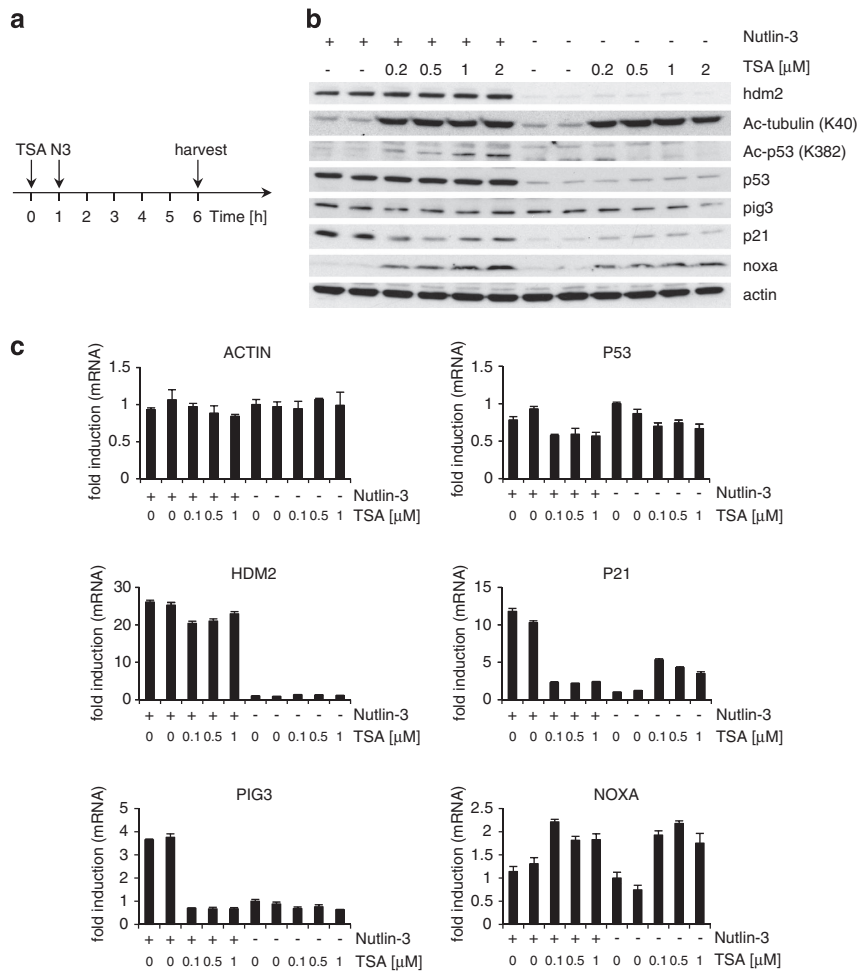 a
TSA N3 harvest
0 1 2 3 4 5 6 Time [h]
b
+ + + + + + - - - - - - Nutlin-3
- - 0.2 0.5 1 2 - - 0.2 0.5 1 2 TSA [µM]
hdm2
Ac-tubulin (K40)
Ac-p53 (K382)
p53
pig3
p21
noxa
actin
c
ACTIN
fold induction (mRNA)
1.5
1
0.5
0
+ + + + + - - - - - Nutlin-3
0 0 0.1 0.5 1 0 0 0.1 0.5 1 TSA [µM]
P53
fold induction (mRNA)
1.5
1
0.5
0
+ + + + + - - - - - Nutlin-3
0 0 0.1 0.5 1 0 0 0.1 0.5 1 TSA [µM]
HDM2
fold induction (mRNA)
30
20
10
0
+ + + + + - - - - - Nutlin-3
0 0 0.1 0.5 1 0 0 0.1 0.5 1 TSA [µM]
P21
fold induction (mRNA)
15
10
5
0
+ + + + + - - - - - Nutlin-3
0 0 0.1 0.5 1 0 0 0.1 0.5 1 TSA [µM]
PIG3
fold induction (mRNA)
5
4
3
2
1
0
+ + + + + - - - - - Nutlin-3
0 0 0.1 0.5 1 0 0 0.1 0.5 1 TSA [µM]
NOXA
fold induction (mRNA)
2.5
2
1.5
1
0.5
0
+ + + + + - - - - - Nutlin-3
0 0 0.1 0.5 1 0 0 0.1 0.5 1 TSA [µM]